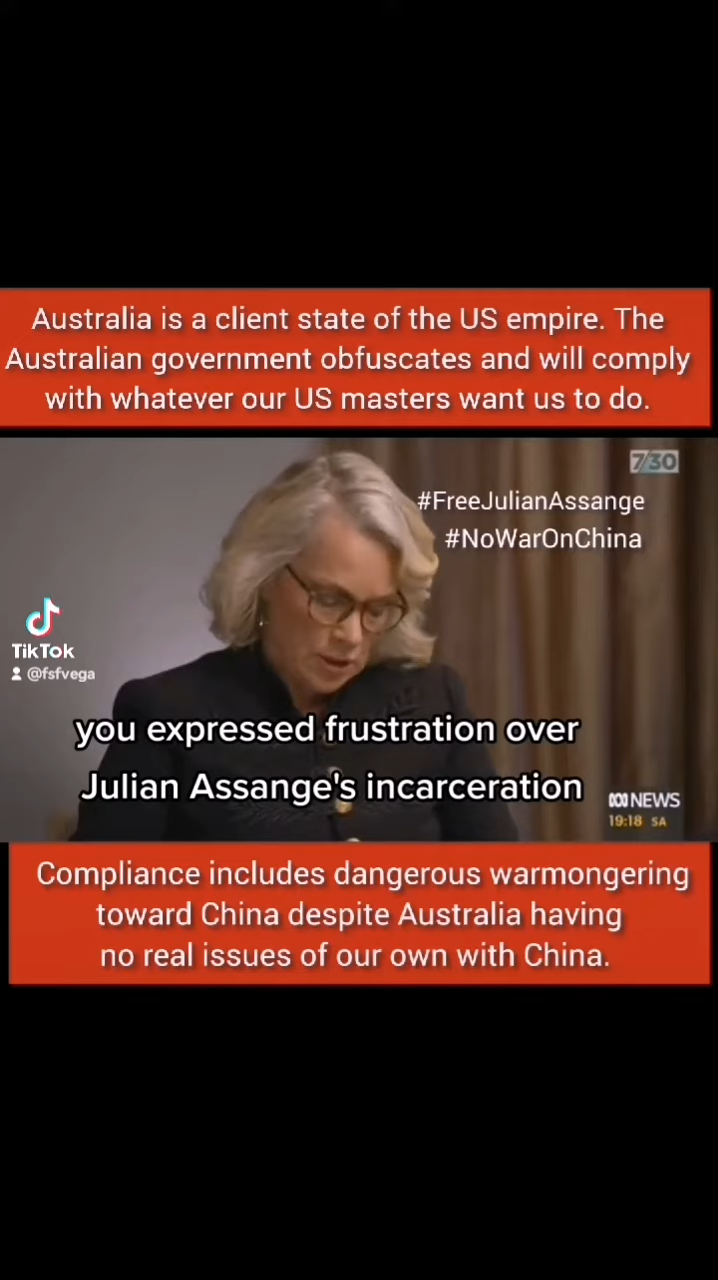 Australia is a client state of the US empire. The
Australian government obfuscates and will comply
with whatever our US masters want us to do.
7/30
#FreeJulianAssange
#NoWarOnChina
TikTok
@fsfvega
you expressed frustration over
Julian Assange's incarceration
NEWS
19:18 SA
Compliance includes dangerous warmongering
toward China despite Australia having
no real issues of our own with China.